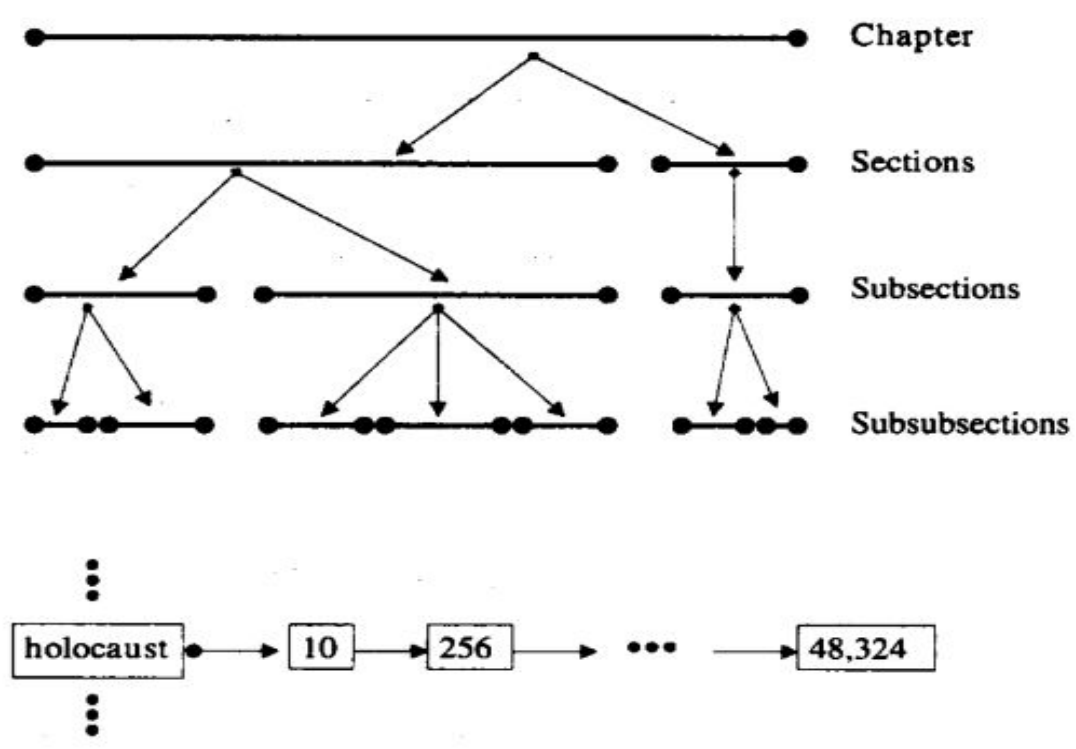 Chapter
Sections
Subsections
Subsubsections
holocaust 10 256 ... 48,324